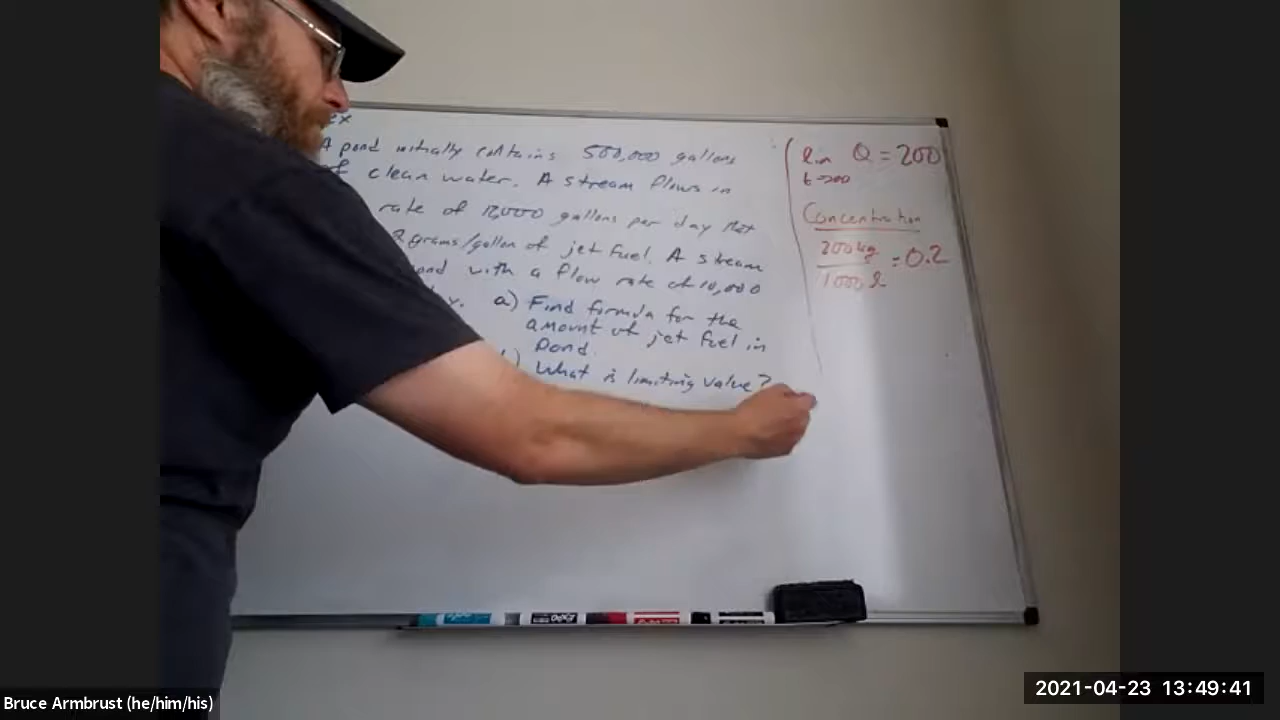 ex
A pond initially contains 500,000 gallons
of clean water. A stream flows in
rate of 12,000 gallons per day that
2 grams/gallon of jet fuel. A stream
ond with a flow rate of 10,000
y. a) Find formula for the
amount of jet fuel in
pond.
b) What is limiting value?
lim Q = 200
t→∞
Concentration
200 kg
1000 l
= 0.2
EXPO
Bruce Armbrust (he/him/his)
2021-04-23 13:49:41